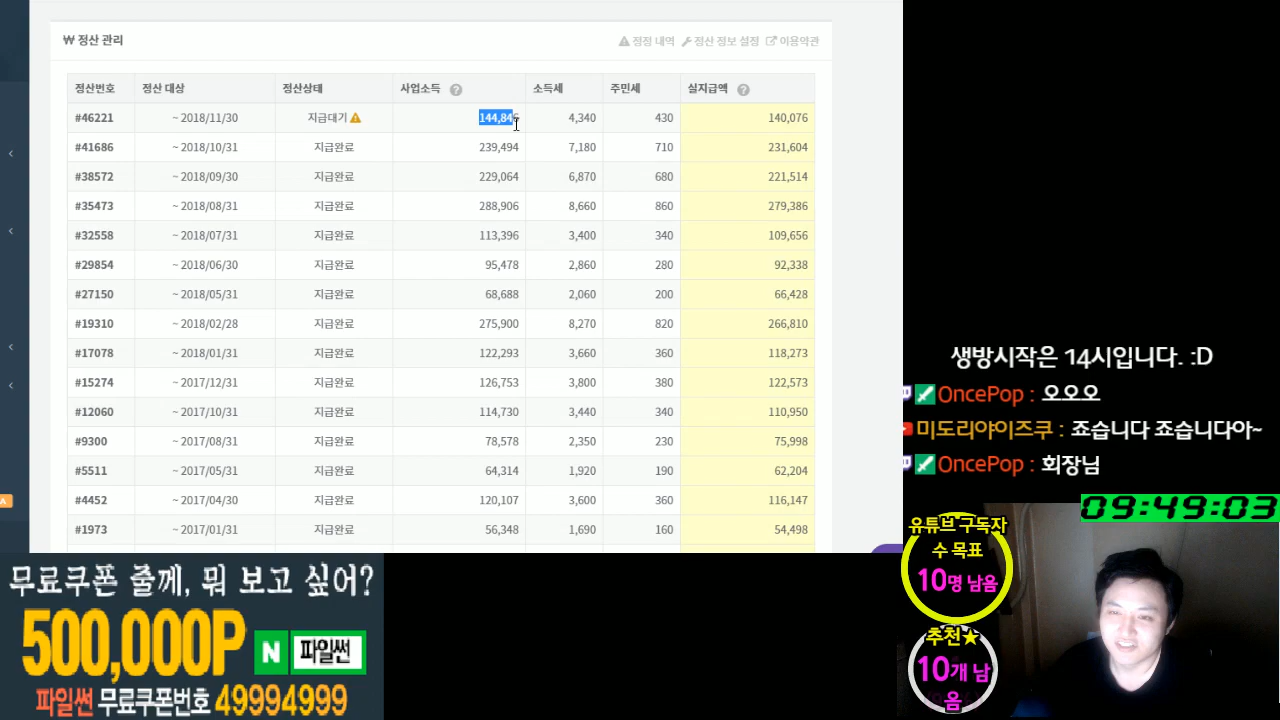 ₩ 정산 관리
정정 내역 정산 정보 설정 이용약관
정산번호 정산 대상 정산상태 사업소득 ? 소득세 주민세 실지급액 ?
#46221 ~ 2018/11/30 지급대기 144,84 4,340 430 140,076
#41686 ~ 2018/10/31 지급완료 239,494 7,180 710 231,604
#38572 ~ 2018/09/30 지급완료 229,064 6,870 680 221,514
#35473 ~ 2018/08/31 지급완료 288,906 8,660 860 279,386
#32558 ~ 2018/07/31 지급완료 113,396 3,400 340 109,656
#29854 ~ 2018/06/30 지급완료 95,478 2,860 280 92,338
#27150 ~ 2018/05/31 지급완료 68,688 2,060 200 66,428
#19310 ~ 2018/02/28 지급완료 275,900 8,270 820 266,810
#17078 ~ 2018/01/31 지급완료 122,293 3,660 360 118,273
#15274 ~ 2017/12/31 지급완료 126,753 3,800 380 122,573
#12060 ~ 2017/10/31 지급완료 114,730 3,440 340 110,950
#9300 ~ 2017/08/31 지급완료 78,578 2,350 230 75,998
#5511 ~ 2017/05/31 지급완료 64,314 1,920 190 62,204
#4452 ~ 2017/04/30 지급완료 120,107 3,600 360 116,147
#1973 ~ 2017/01/31 지급완료 56,348 1,690 160 54,498
A
생방시작은 14시입니다. :D
OncePop : 오오오
미도리야이즈쿠 : 죠습니다 죠습니다아~
OncePop : 회장님
09:49:03
유튜브 구독자
수 목표
10명 남음
추천★
10개 남
음
무료쿠폰 줄께, 뭐 보고 싶어?
500,000P N 파일썬
파일썬 무료쿠폰번호 49994999